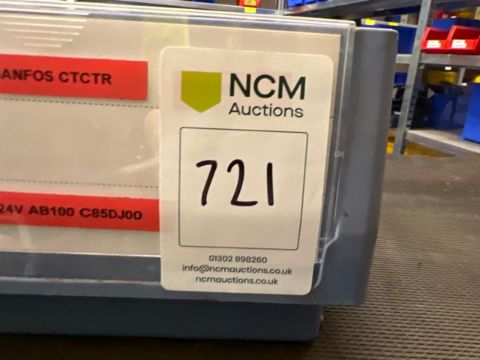 ANFOS CTCTR
24V AB100 C85DJ00
NCM
Auctions
721
01302 898260
info@ncmauctions.co.uk
ncmauctions.co.uk